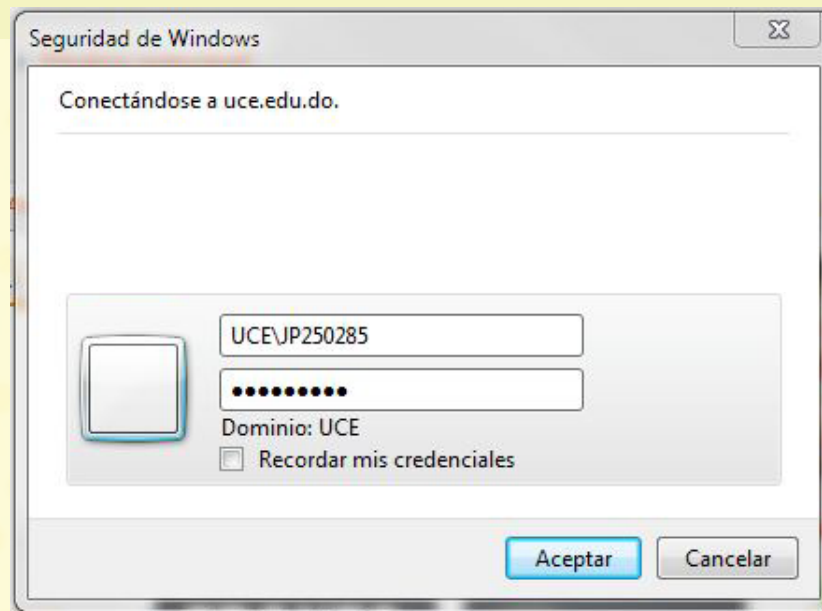 Seguridad de Windows
Conectándose a uce.edu.do.
UCE\JP250285
•••••••••
Dominio: UCE
Recordar mis credenciales
Aceptar
Cancelar